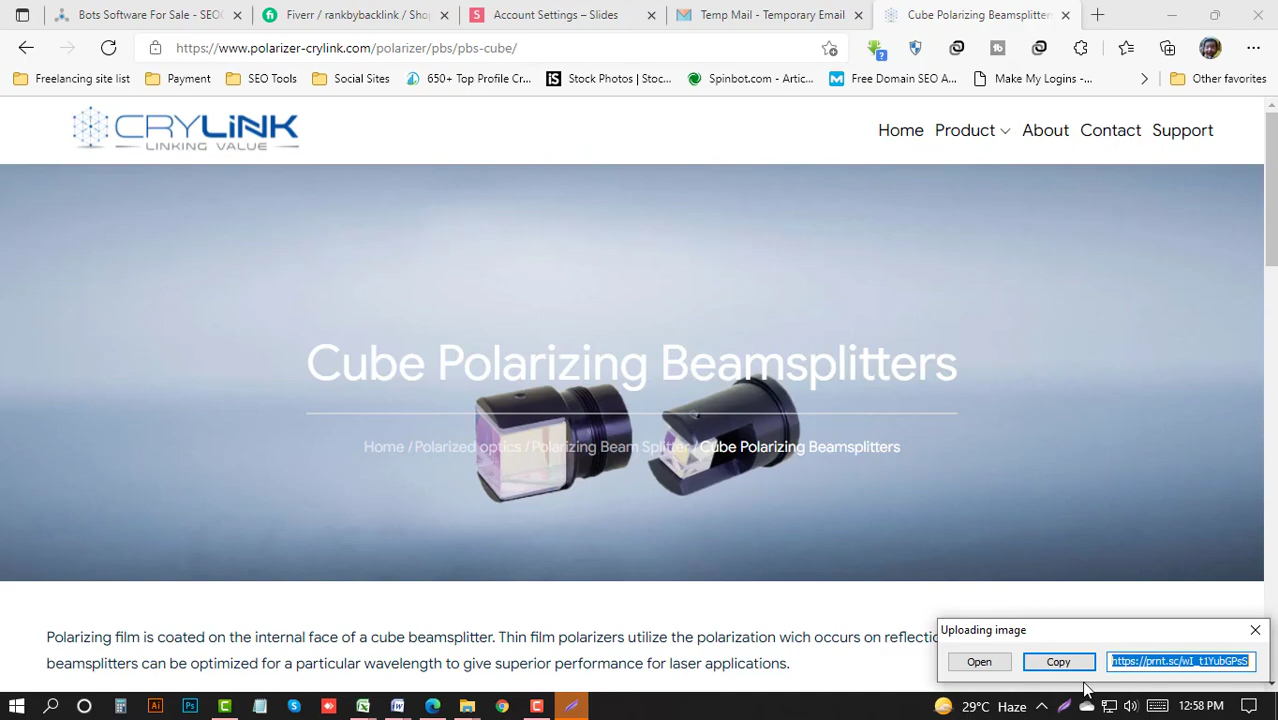 Bots Software For Sale - SEOC
Fiverr / rankbybacklink / Shop
Account Settings – Slides
Temp Mail - Temporary Email
Cube Polarizing Beamsplitters
https://www.polarizer-crylink.com/polarizer/pbs/pbs-cube/
Freelancing site list
Payment
SEO Tools
Social Sites
650+ Top Profile Cr...
Stock Photos | Stoc...
Spinbot.com - Artic...
Free Domain SEO A...
Make My Logins -...
Other favorites
CRYLiNK
LINKING VALUE
Home Product About Contact Support
Cube Polarizing Beamsplitters
Home / Polarized optics / Polarizing Beam Splitter / Cube Polarizing Beamsplitters
Polarizing film is coated on the internal face of a cube beamsplitter. Thin film polarizers utilize the polarization wich occurs on reflectio
beamsplitters can be optimized for a particular wavelength to give superior performance for laser applications.
Uploading image
Open
Copy
https://prnt.sc/wI_t1YubGPsS
29°C Haze
12:58 PM